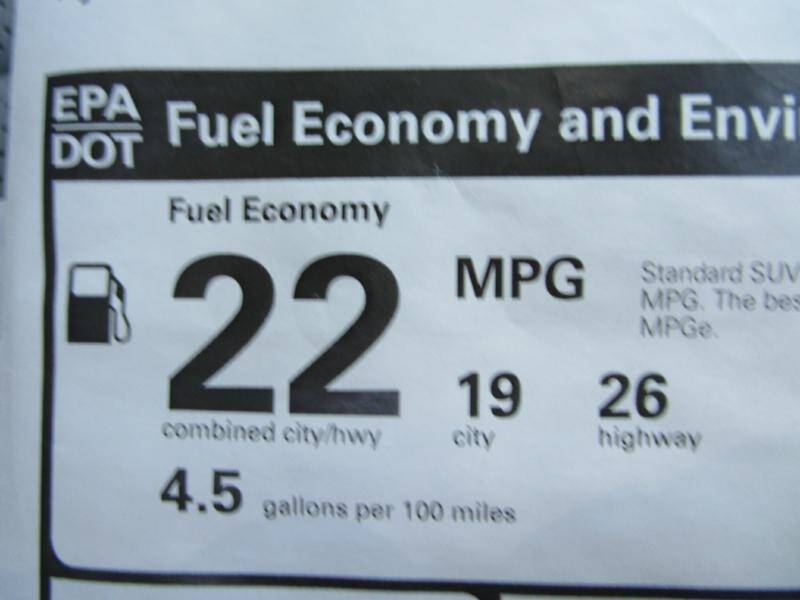 EPA
DOT
Fuel Economy and Envi
Fuel Economy
22
MPG
Standard SUV
MPG. The bes
MPGe.
19
26
combined city/hwy
city
highway
4.5 gallons per 100 miles